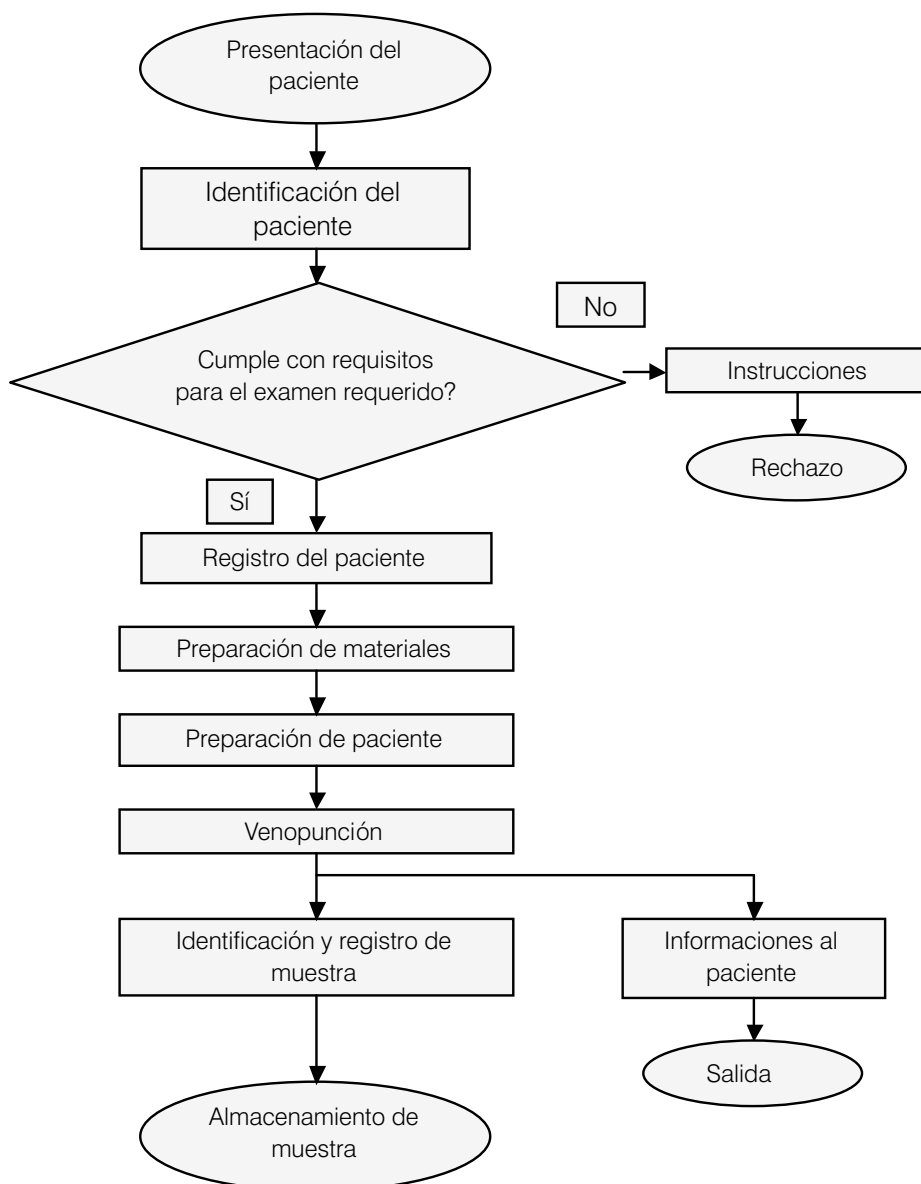 Presentación del
paciente
Identificación del
paciente
No
Cumple con requisitos
para el examen requerido?
Instrucciones
Rechazo
Sí
Registro del paciente
Preparación de materiales
Preparación de paciente
Venopunción
Identificación y registro de
muestra
Informaciones al
paciente
Salida
Almacenamiento de
muestra